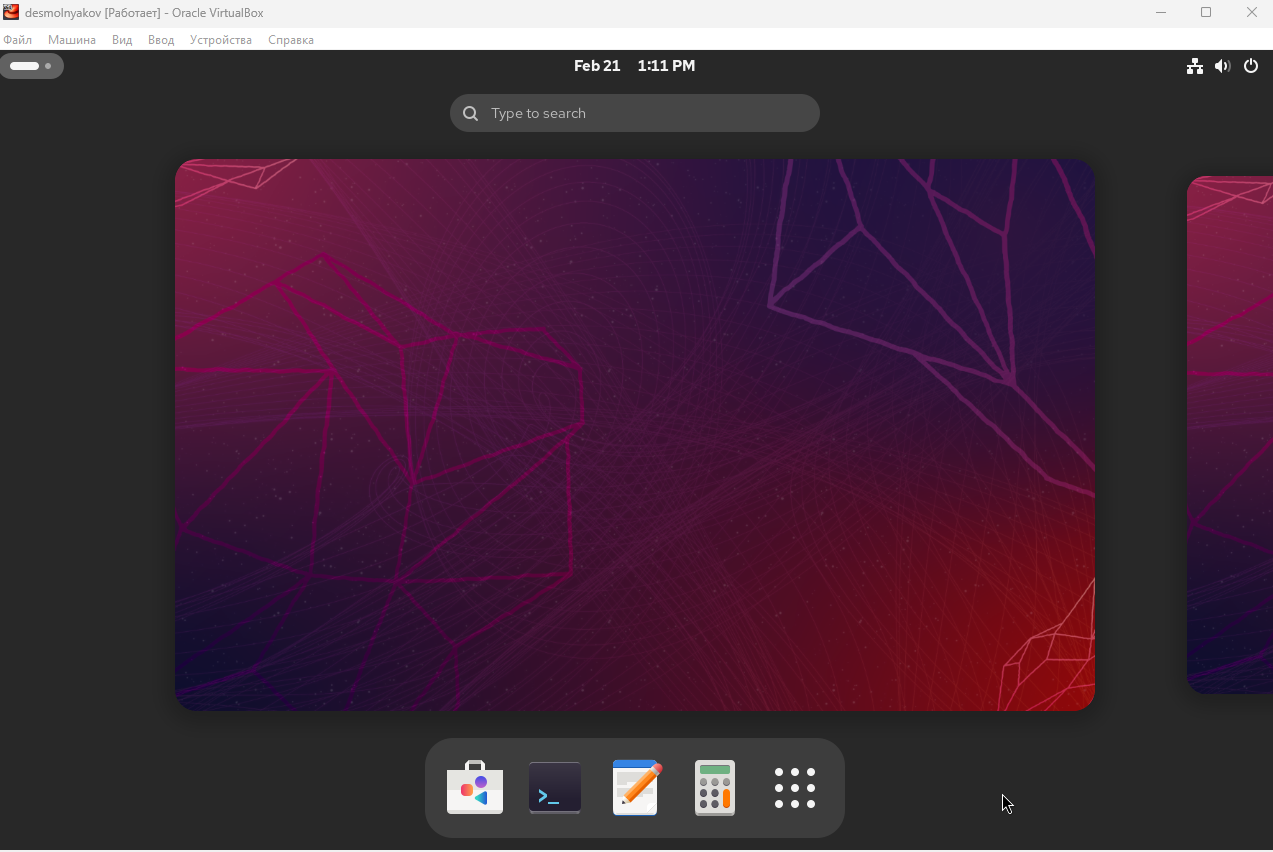 desmolnyakov [Работает] - Oracle VirtualBox
Файл Машина Вид Ввод Устройства Справка
Feb 21 1:11 PM
Type to search
>_